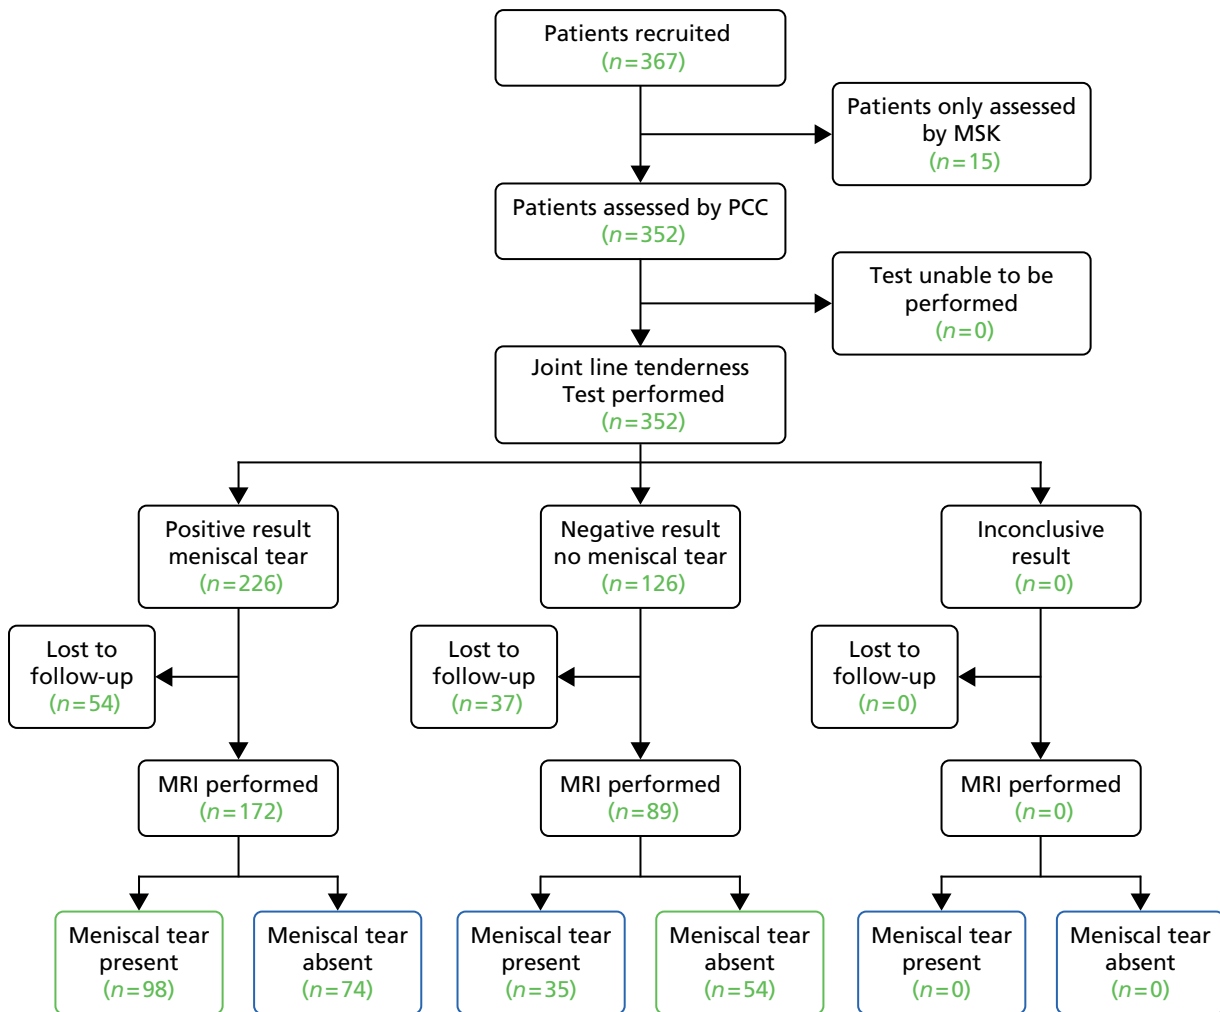 Patients recruited
(n=367)
Patients only assessed
by MSK
(n=15)
Patients assessed by PCC
(n=352)
Test unable to be
performed
(n=0)
Joint line tenderness
Test performed
(n=352)
Positive result
meniscal tear
(n=226)
Negative result
no meniscal tear
(n=126)
Inconclusive
result
(n=0)
Lost to
follow-up
(n=54)
Lost to
follow-up
(n=37)
Lost to
follow-up
(n=0)
MRI performed
(n=172)
MRI performed
(n=89)
MRI performed
(n=0)
Meniscal tear
present
(n=98)
Meniscal tear
absent
(n=74)
Meniscal tear
present
(n=35)
Meniscal tear
absent
(n=54)
Meniscal tear
present
(n=0)
Meniscal tear
absent
(n=0)